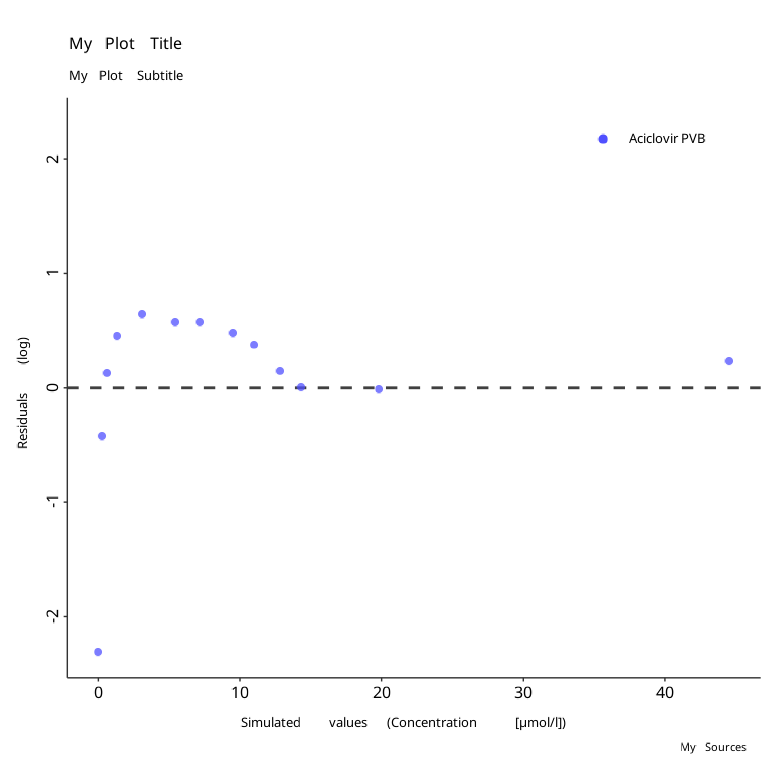 My Plot Title
My Plot Subtitle
Aciclovir PVB
2
1
0
-1
-2
Residuals (log)
0 10 20 30 40
Simulated values (Concentration [µmol/l])
My Sources